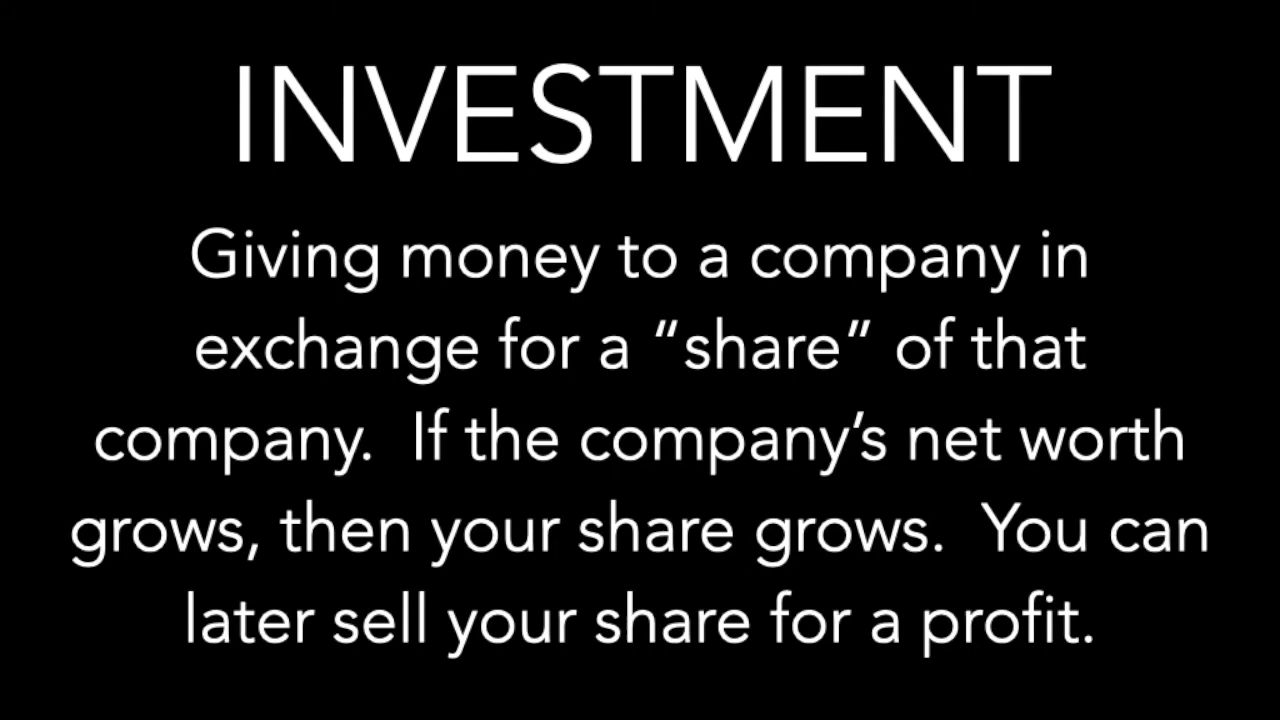 INVESTMENT
Giving money to a company in
exchange for a “share” of that
company.  If the company’s net worth
grows, then your share grows.  You can
later sell your share for a profit.